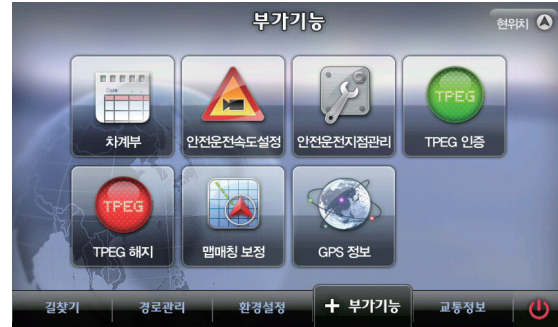 부가기능
현위치
Date
차계부
안전운전속도설정
안전운전지점관리
TPEG
TPEG 인증
TPEG
TPEG 해지
맵매칭 보정
GPS 정보
길찾기
경로관리
환경설정
+ 부가기능
교통정보